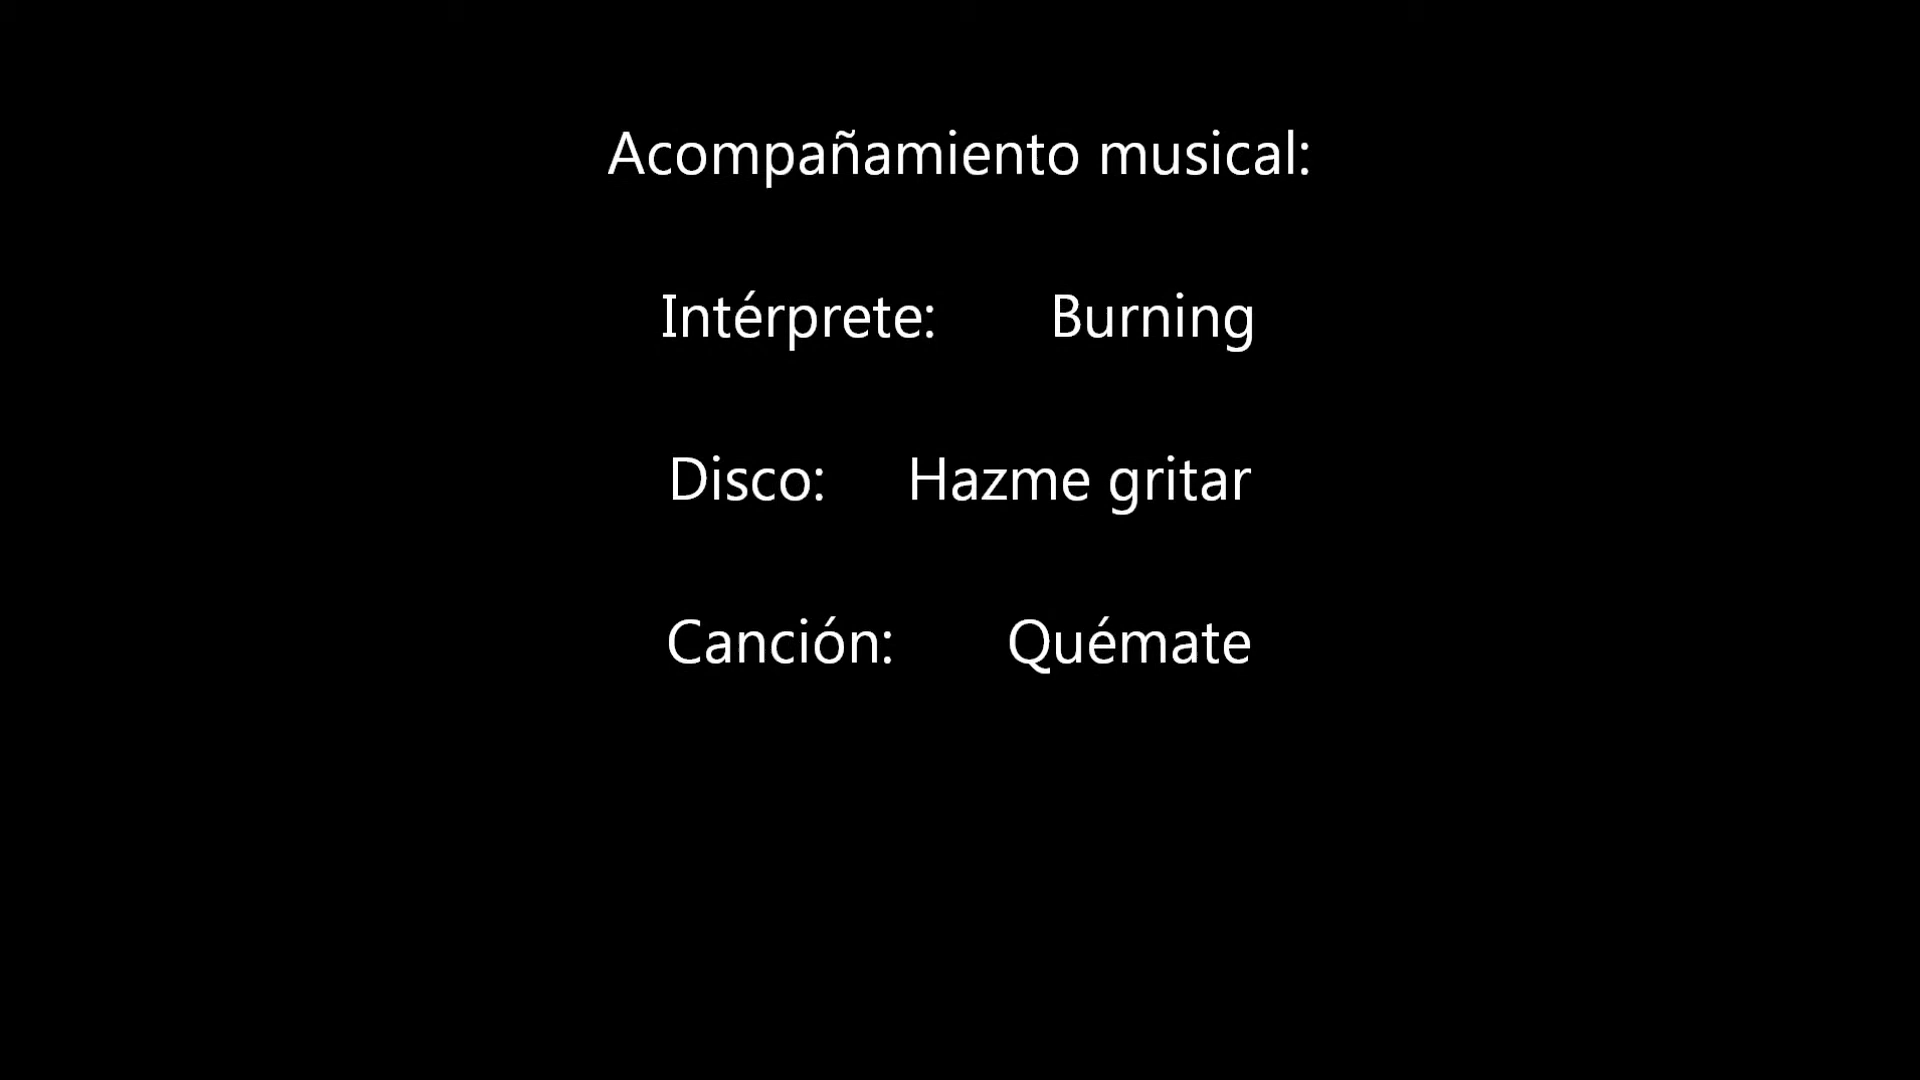 Acompañamiento musical:
Intérprete: Burning
Disco: Hazme gritar
Canción: Quémate